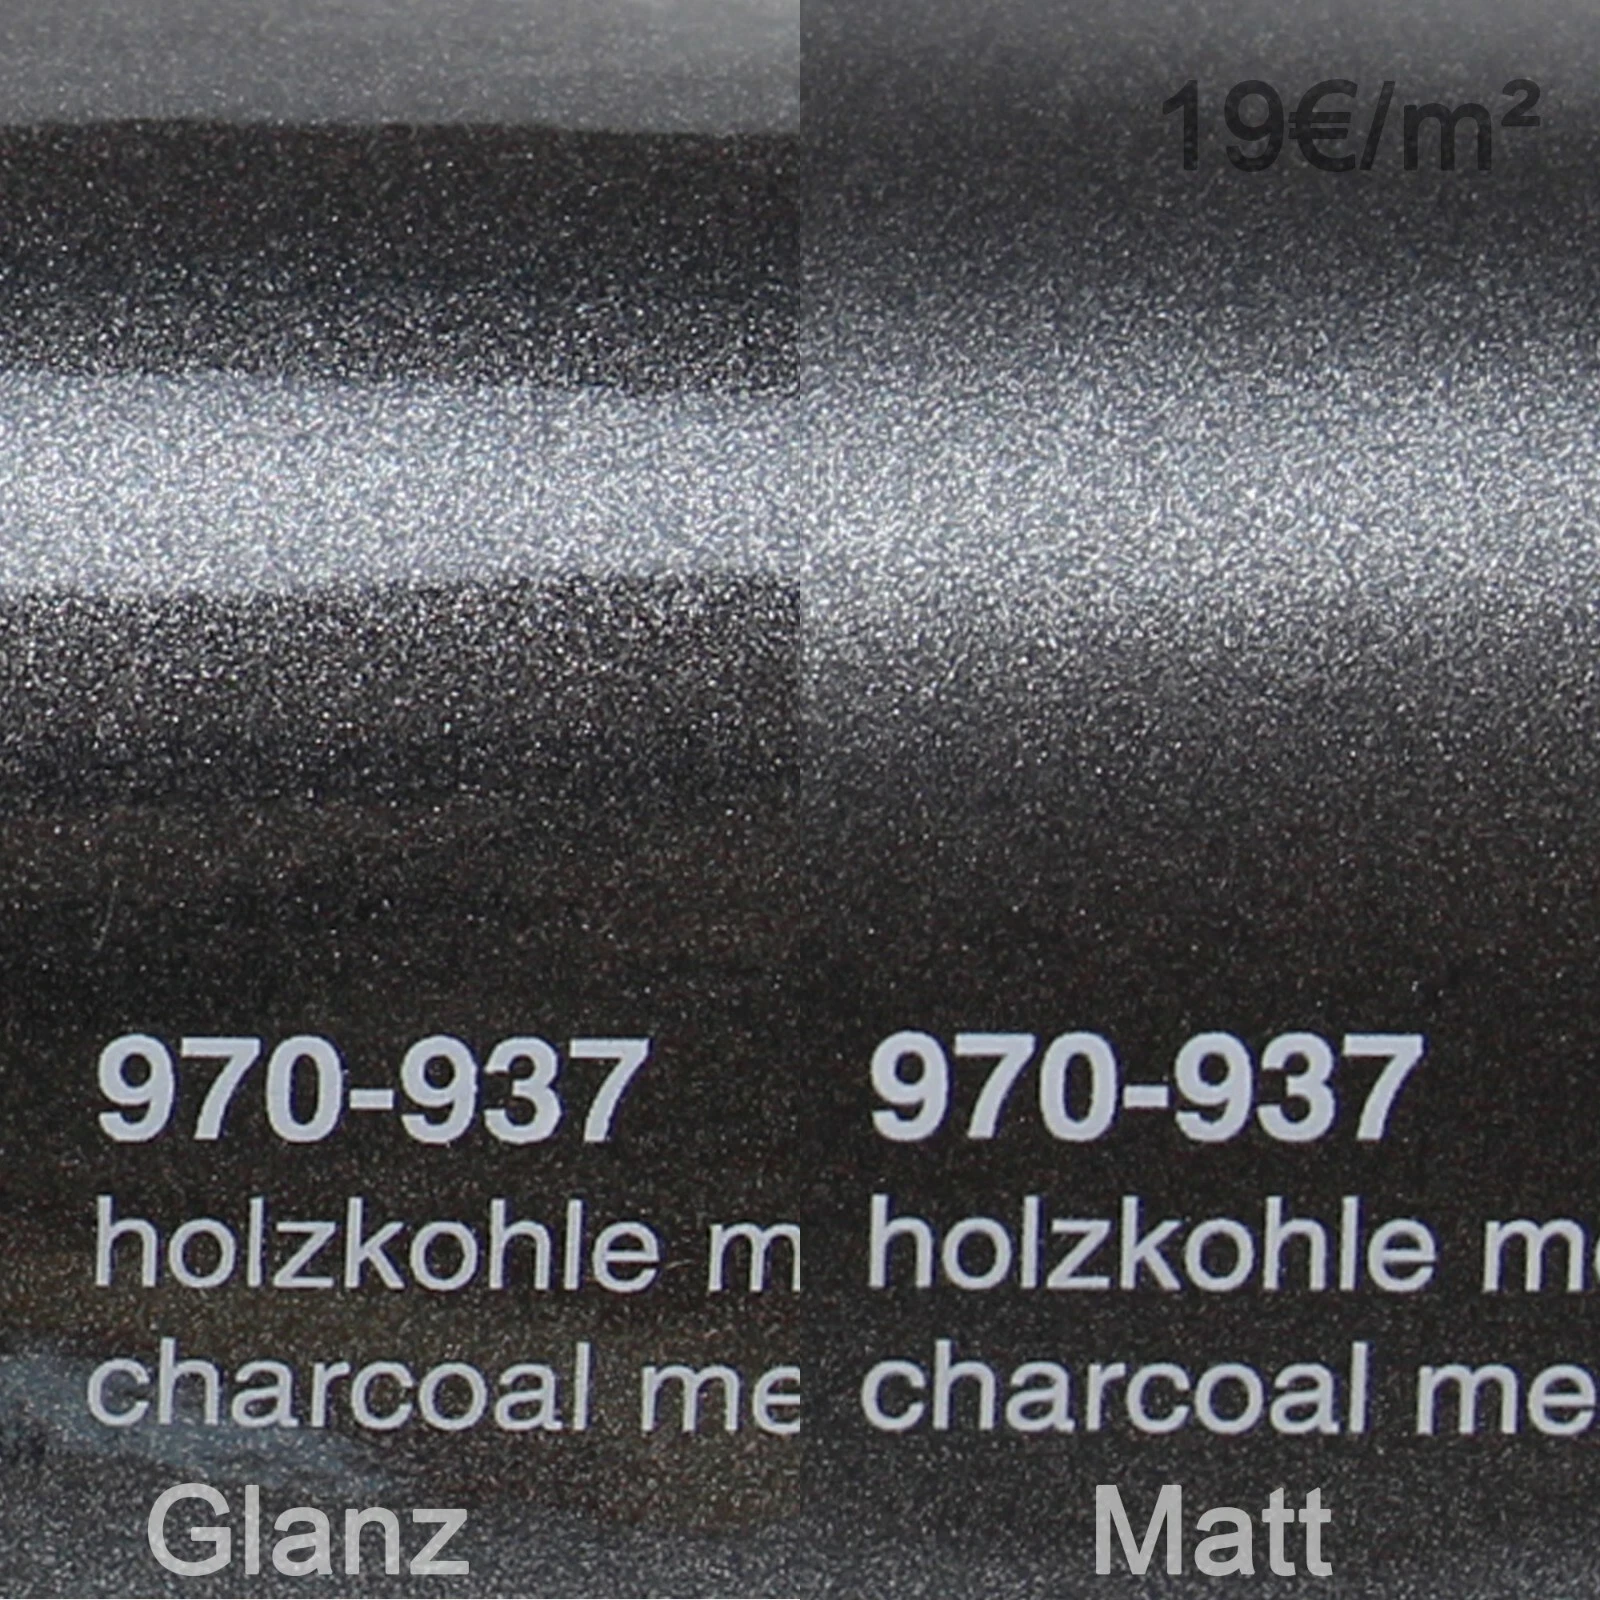 19€/m²
970-937
holzkohle m
charcoal me
Glanz
970-937
holzkohle me
charcoal me
Matt